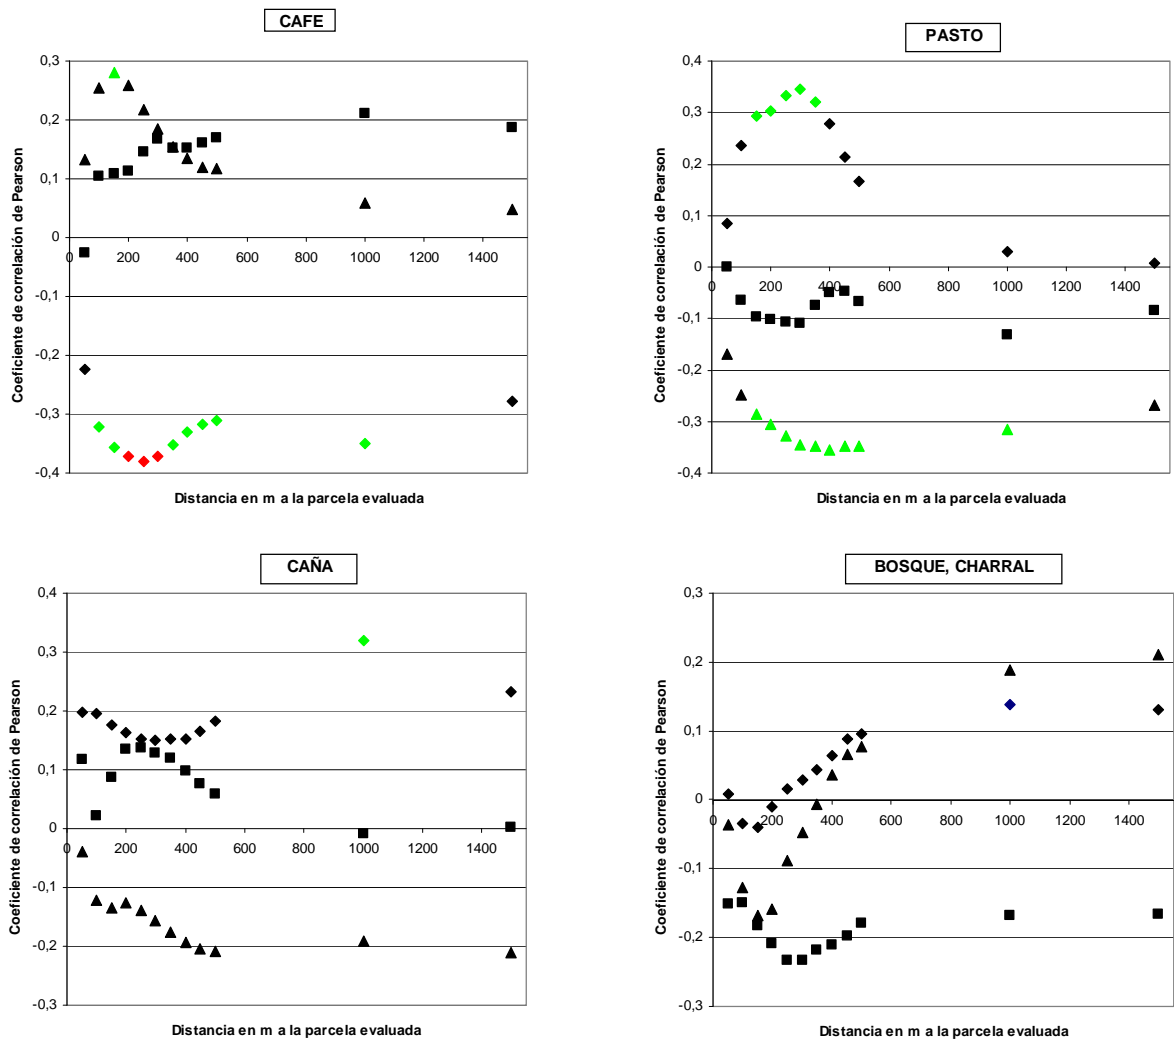 CAFE
0,3
0,2
0,1
0
-0,1
-0,2
-0,3
-0,4
0 200 400 600 800 1000 1200 1400
Coeficiente de correlación de Pearson
Distancia en m a la parcela evaluada
PASTO
0,4
0,3
0,2
0,1
0
-0,1
-0,2
-0,3
-0,4
0 200 400 600 800 1000 1200 1400
Coeficiente de correlación de Pearson
Distancia en m a la parcela evaluada
CAÑA
0,4
0,3
0,2
0,1
0
-0,1
-0,2
-0,3
0 200 400 600 800 1000 1200 1400
Coeficiente de correlación de Pearson
Distancia en m a la parcela evaluada
BOSQUE, CHARRAL
0,3
0,2
0,1
0
-0,1
-0,2
-0,3
0 200 400 600 800 1000 1200 1400
Coeficiente de correlación de Pearson
Distancia en m a la parcela evaluada